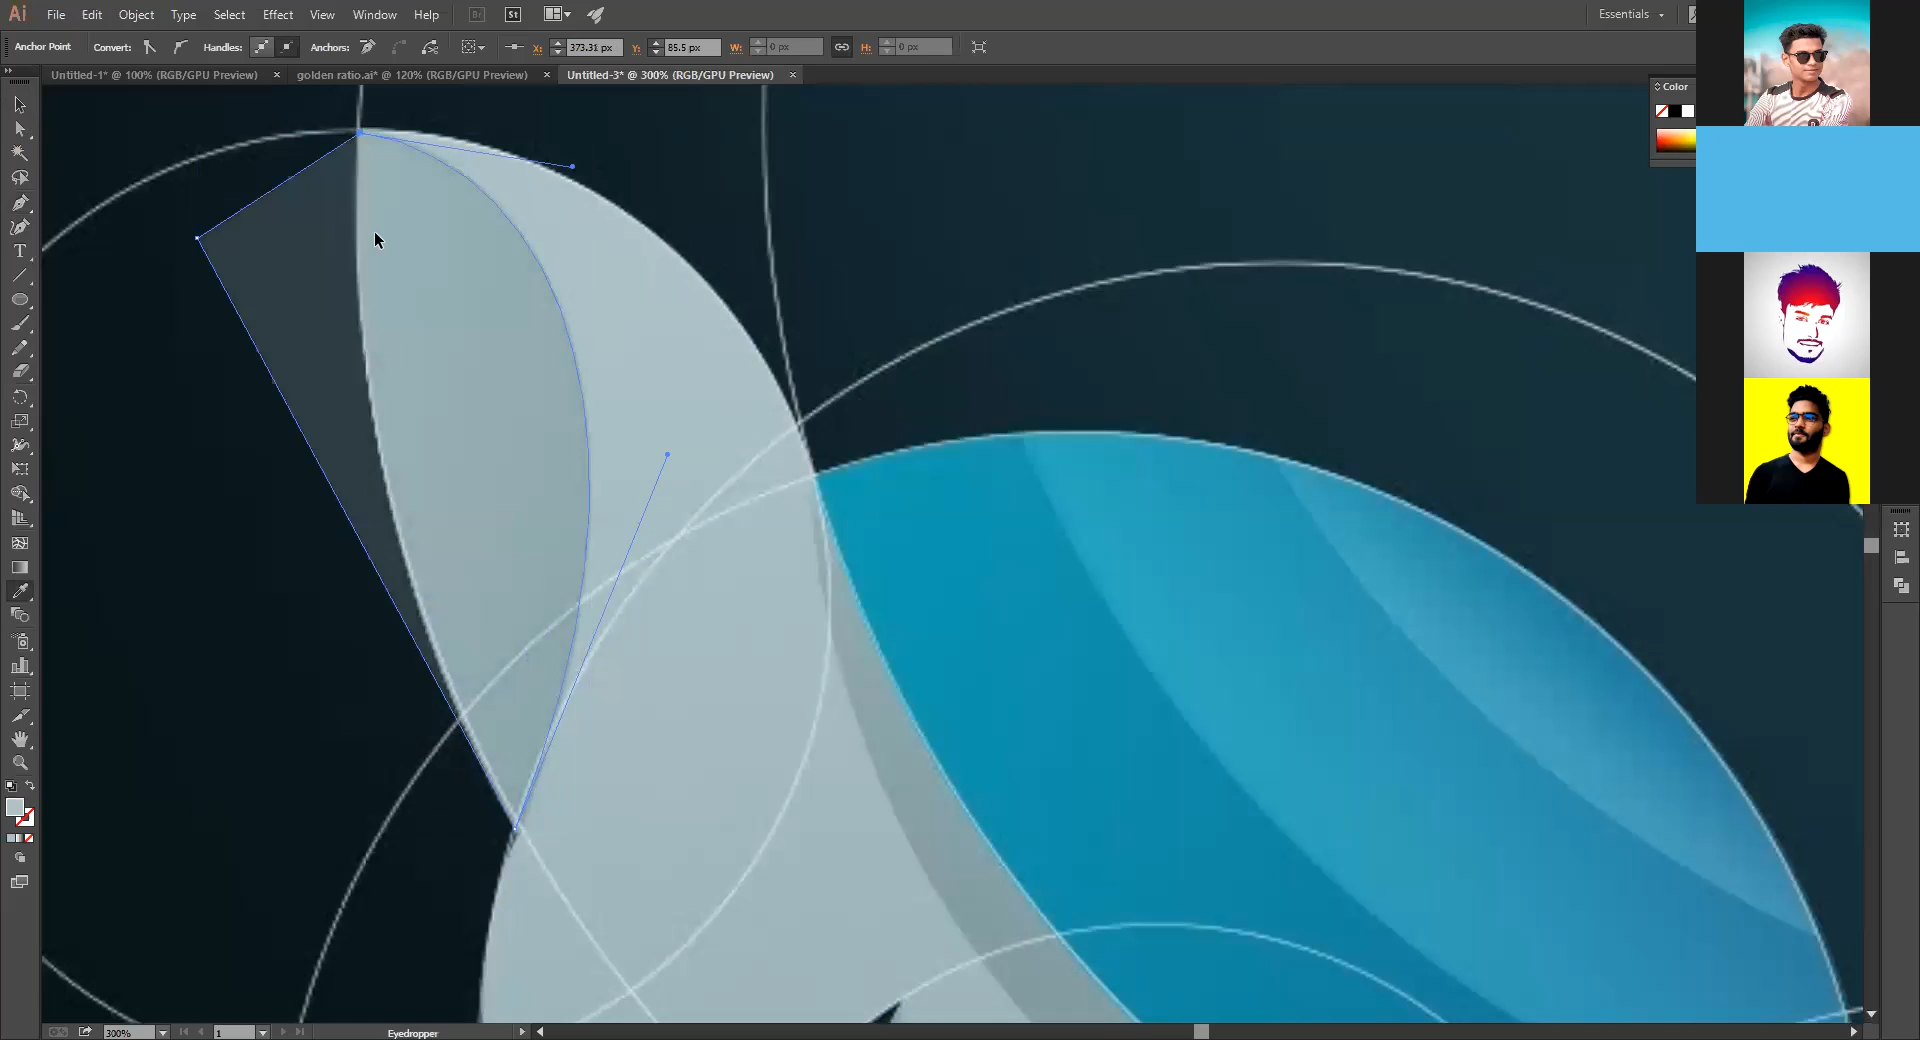 Ai File Edit Object Type Select Effect View Window Help Br St Essentials
Anchor Point Convert: Handles: Anchors: X: 373.31 px Y: 85.5 px W: 0 px H: 0 px
Untitled-1* @ 100% (RGB/GPU Preview) × golden ratio.ai* @ 120% (RGB/GPU Preview) × Untitled-3* @ 300% (RGB/GPU Preview) ×
Color
T
300% 1 Eyedropper